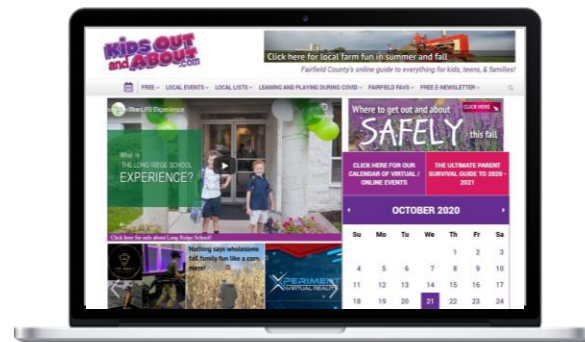 KiDS OUT
and ABOUT.com
Click here for local farm fun in summer and fall
Fairfield County's online guide to everything for kids, teens, & families!
FREE LOCAL EVENTS LOCAL LISTS LEANING AND PLAYING DURING COVID FAIRFIELD FAVS FREE E-NEWSLETTER
The LRS Experience
What is
THE LONG RIDGE SCHOOL
EXPERIENCE?
Click here for info about Long Ridge School!
Where to get out and about
CLICK HERE
SAFELY this fall
CLICK HERE FOR OUR
CALENDAR OF VIRTUAL /
ONLINE EVENTS
THE ULTIMATE PARENT
SURVIVAL GUIDE TO 2020 -
2021
OCTOBER 2020
Su Mo Tu We Th Fr Sa
1 2 3
4 5 6 7 8 9 10
11 12 13 14 15 16 17
18 19 20 21 22 23 24
Nothing says wholesome
fall family fun like a corn
maze!
XPERIMENT
VIRTUAL REALITY